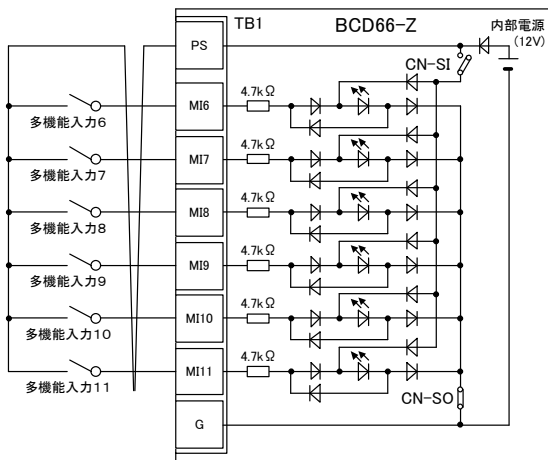 TB1
BCD66-Z
内部電源
(12V)
PS
CN-SI
4.7kΩ
MI6
多機能入力6
4.7kΩ
MI7
多機能入力7
4.7kΩ
MI8
多機能入力8
4.7kΩ
MI9
多機能入力9
4.7kΩ
MI10
多機能入力10
4.7kΩ
MI11
多機能入力11
CN-SO
G